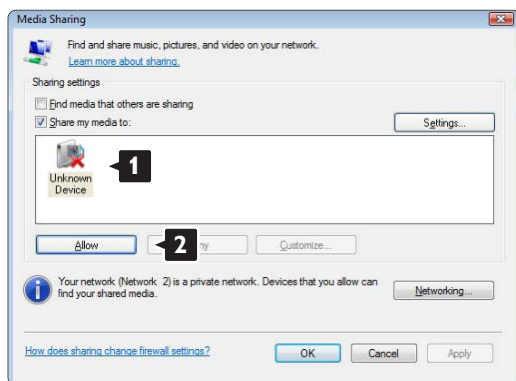 Media Sharing
Find and share music, pictures, and video on your network.
Learn more about sharing.
Sharing settings
Find media that others are sharing
Share my media to:
Settings...
Unknown
Device
1
Allow
2
Customize...
Your network (Network 2) is a private network. Devices that you allow can
find your shared media.
Networking...
How does sharing change firewall settings?
OK
Cancel
Apply